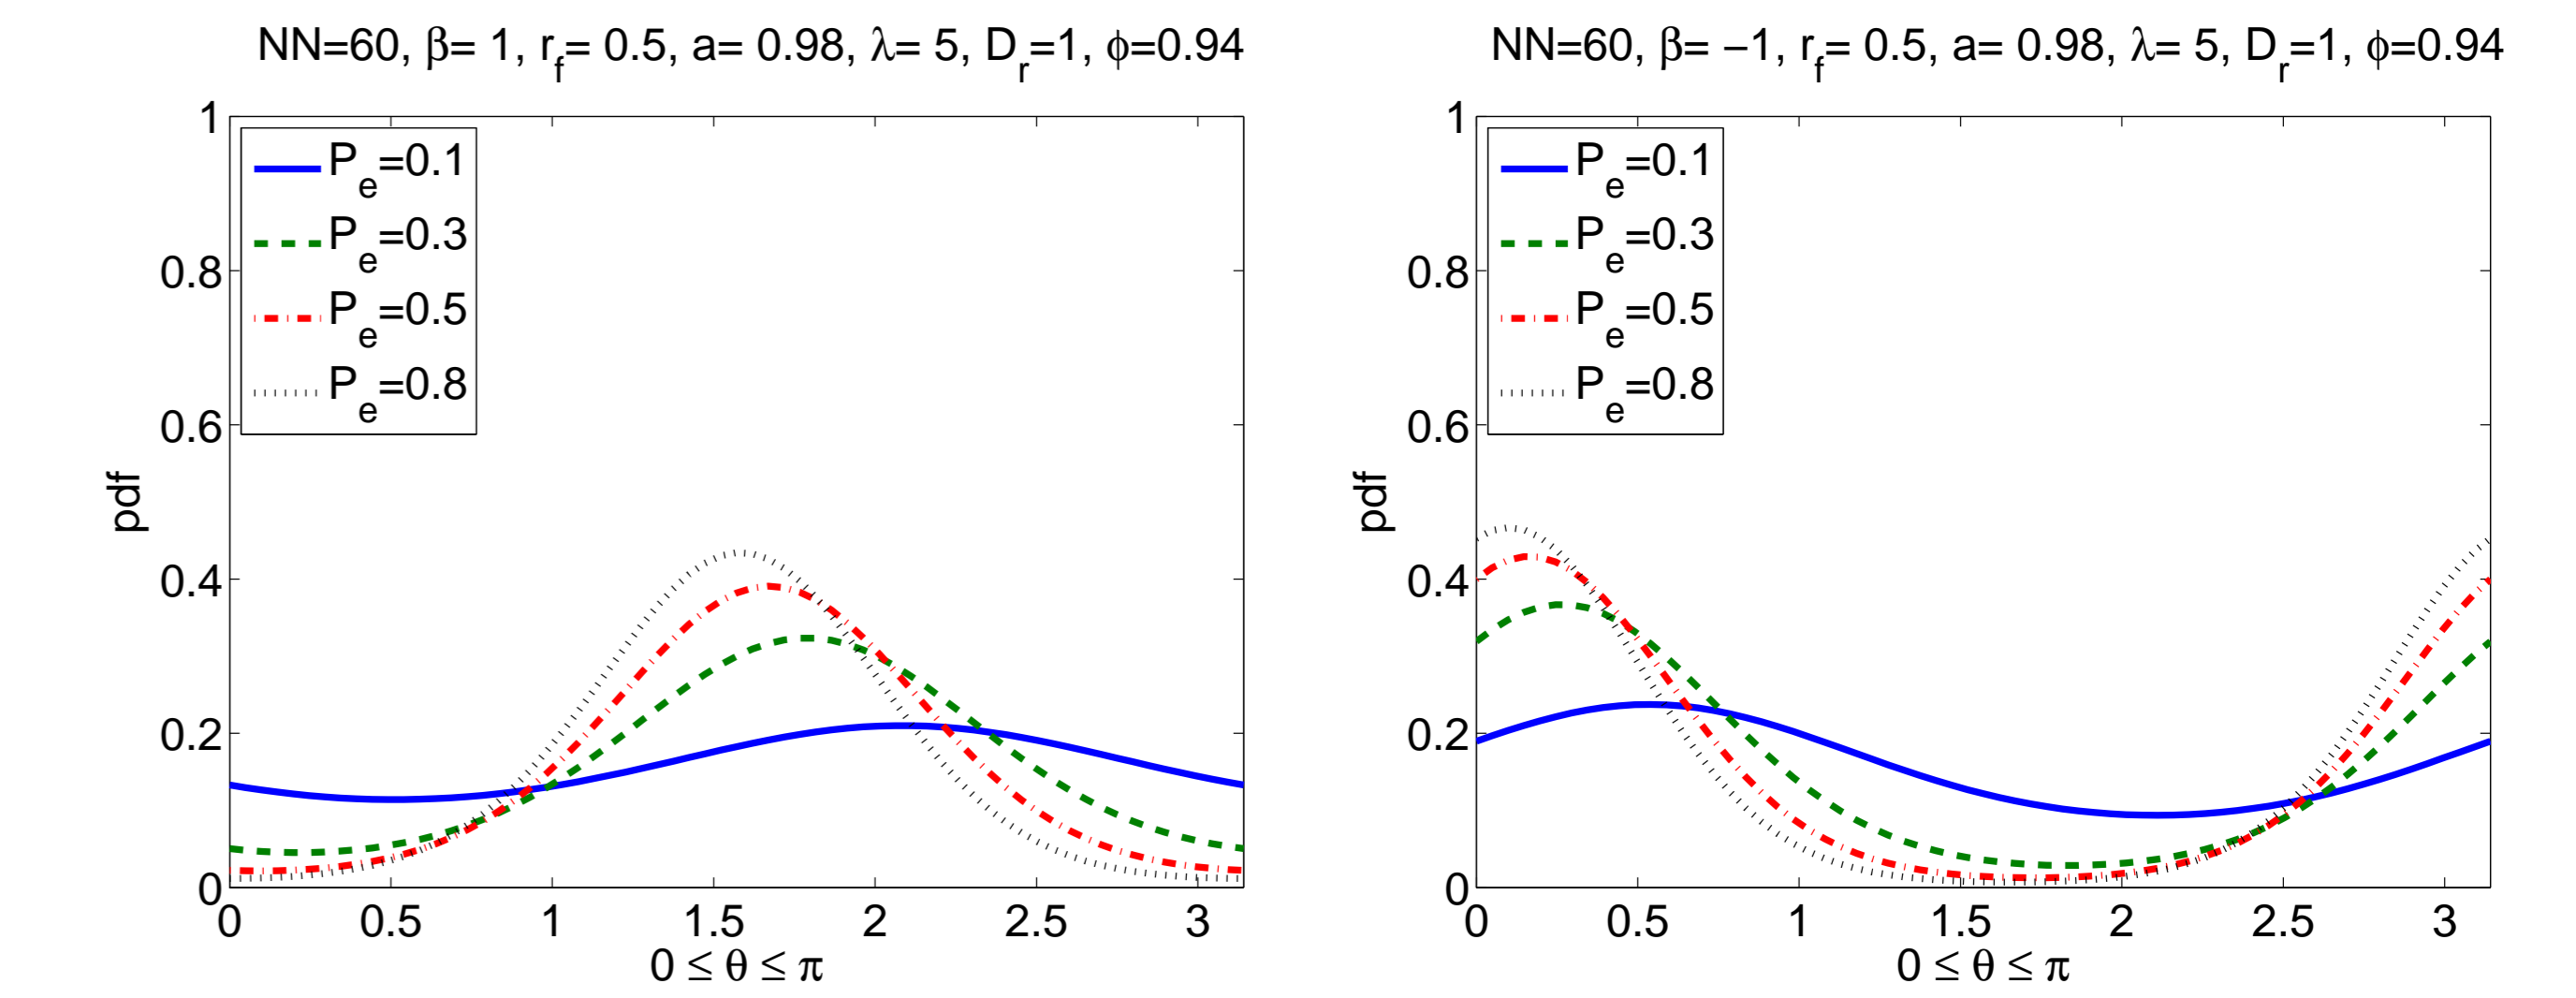 NN=60, β= 1, r_f= 0.5, a= 0.98, λ= 5, D_r=1, ϕ=0.94
1
0.8
0.6
0.4
0.2
0
pdf
P_e=0.1
P_e=0.3
P_e=0.5
P_e=0.8
0 0.5 1 1.5 2 2.5 3
0 ≤ θ ≤ π
NN=60, β= −1, r_f= 0.5, a= 0.98, λ= 5, D_r=1, ϕ=0.94
1
0.8
0.6
0.4
0.2
0
pdf
P_e=0.1
P_e=0.3
P_e=0.5
P_e=0.8
0 0.5 1 1.5 2 2.5 3
0 ≤ θ ≤ π